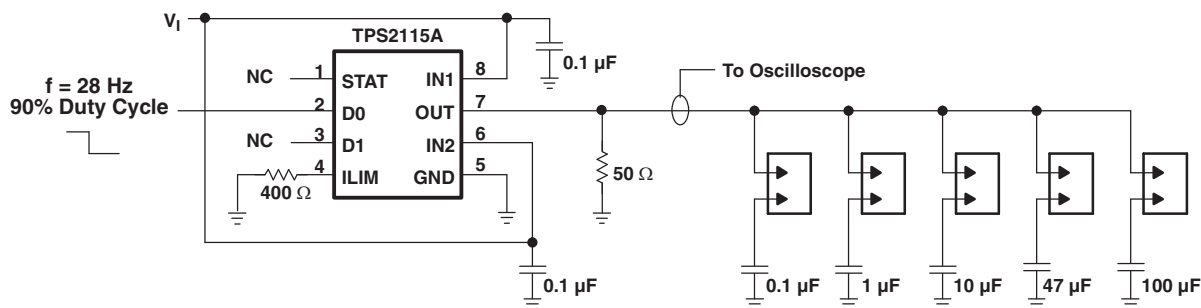 V_I
TPS2115A
0.1 µF
f = 28 Hz
90% Duty Cycle
NC
1
STAT
IN1
8
To Oscilloscope
2
D0
OUT
7
NC
3
D1
IN2
6
4
ILIM
GND
5
400 Ω
50 Ω
0.1 µF
0.1 µF
1 µF
10 µF
47 µF
100 µF